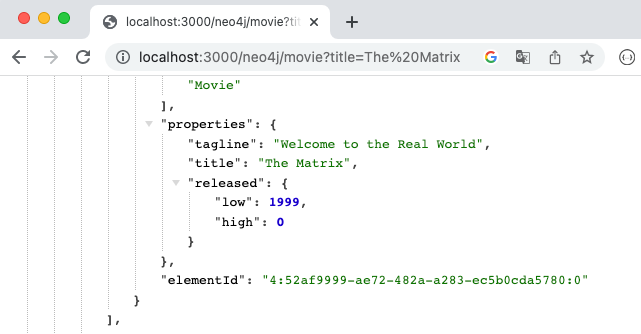 localhost:3000/neo4j/movie?tit
localhost:3000/neo4j/movie?title=The%20Matrix
"Movie"
],
"properties": {
"tagline": "Welcome to the Real World",
"title": "The Matrix",
"released": {
"low": 1999,
"high": 0
}
},
"elementId": "4:52af9999-ae72-482a-a283-ec5b0cda5780:0"
}
],